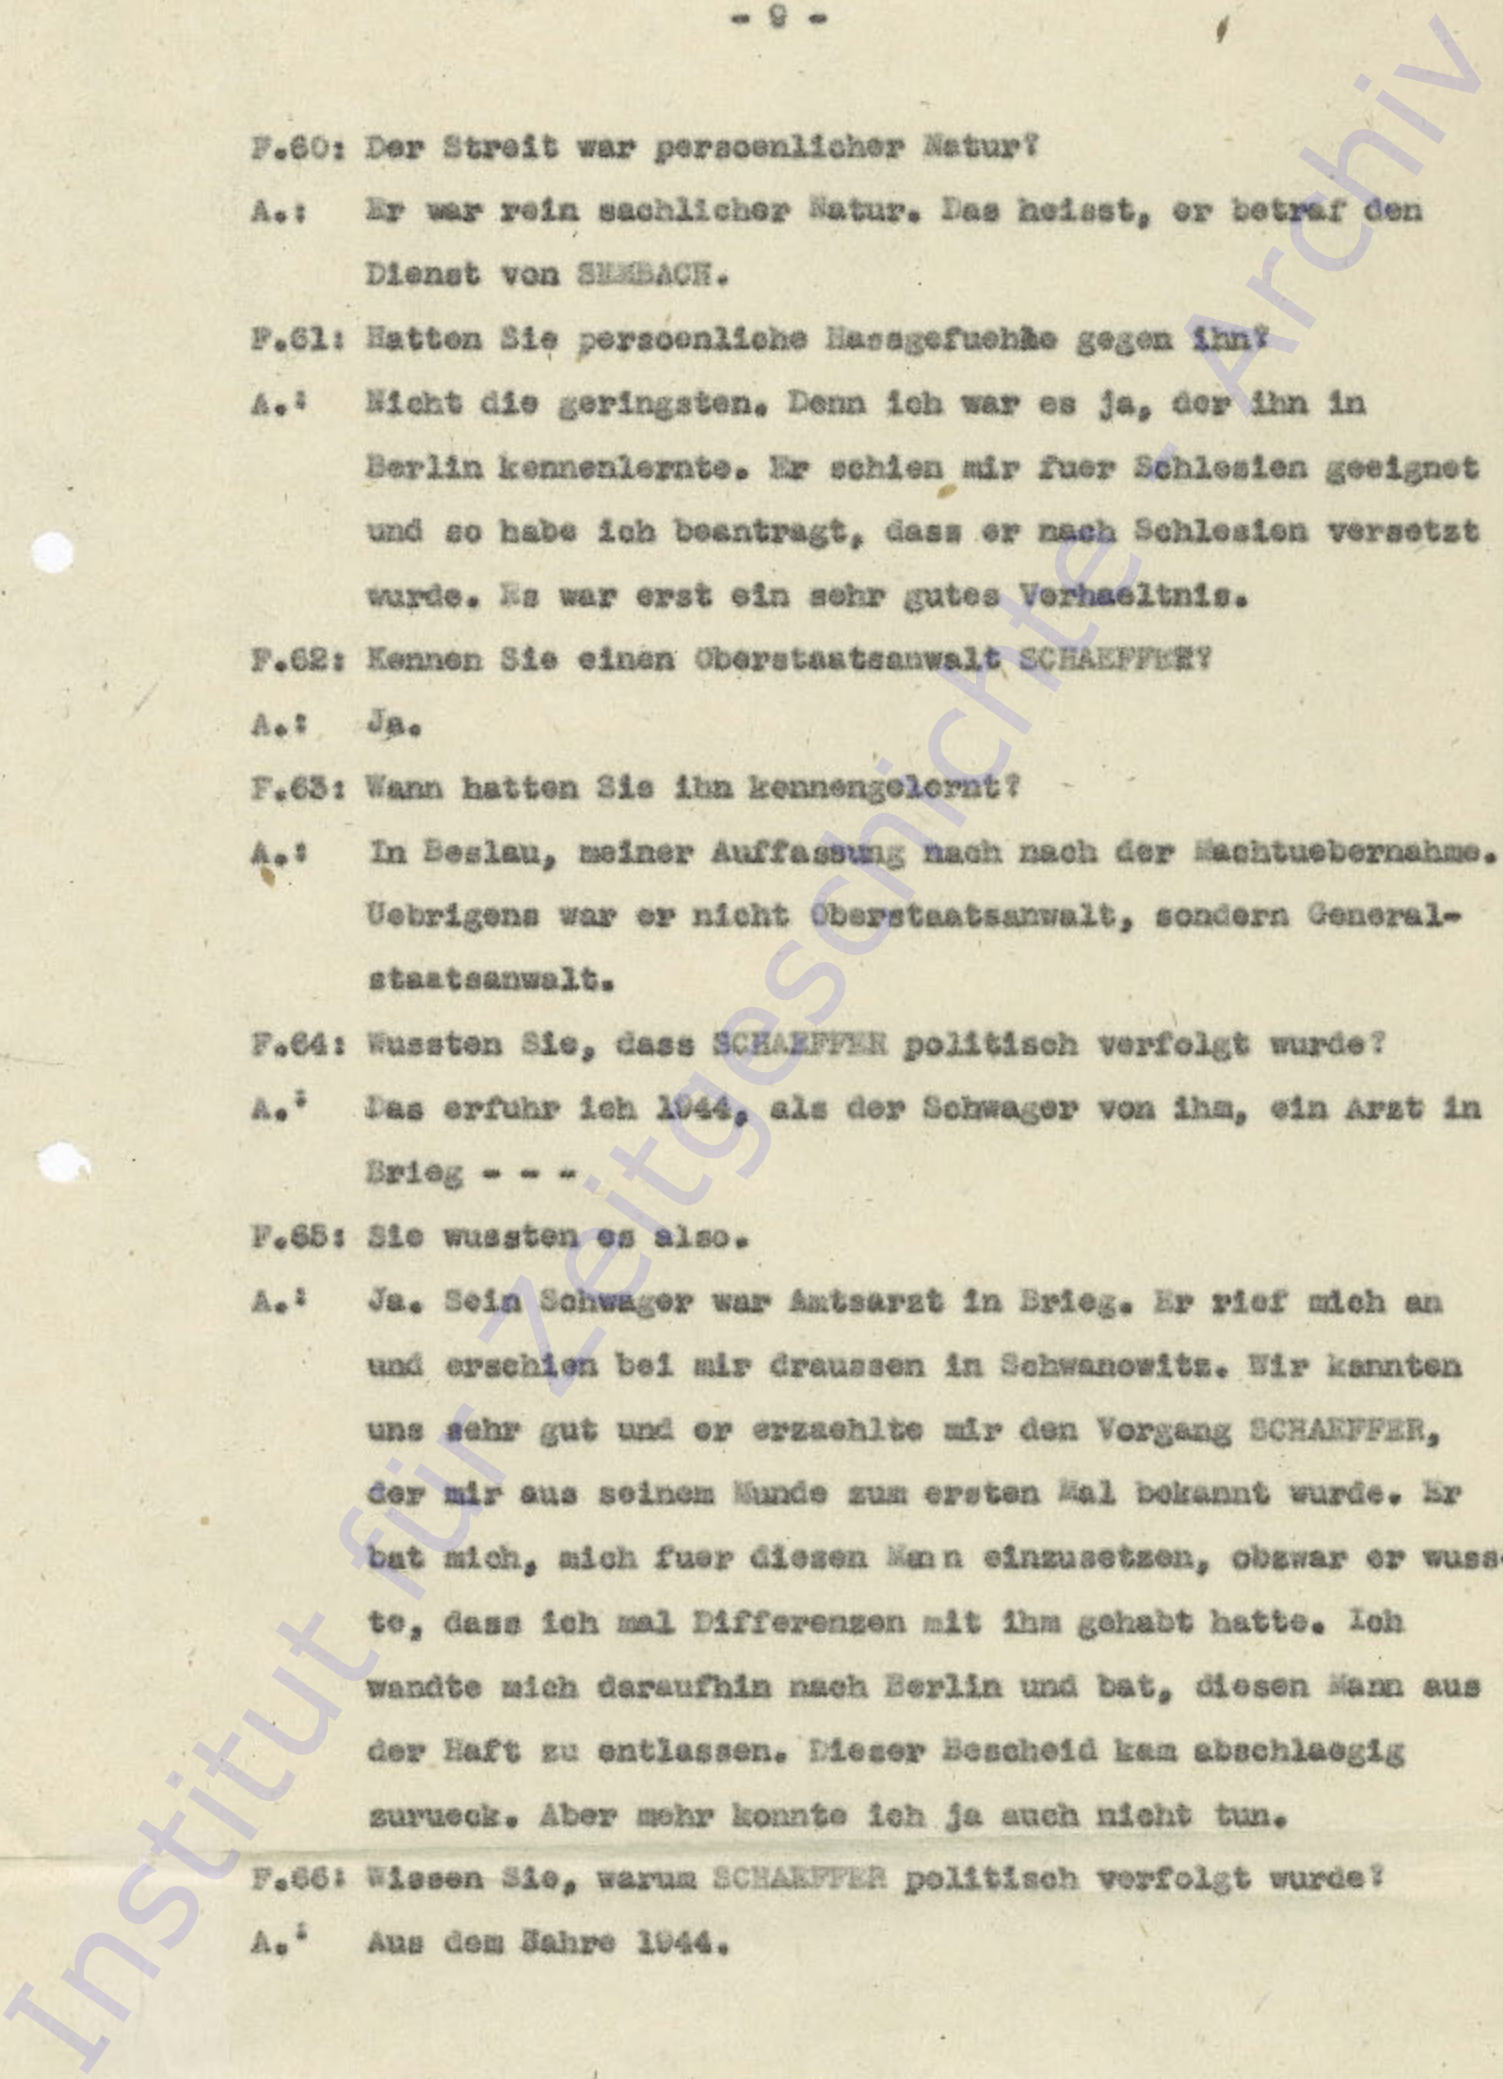 - 9 -
F.60: Der Streit war persoenlicher Natur?
A.: Er war rein sachlicher Natur. Das heisst, er betraf den
Dienst von SEEBACH.
F.61: Hatten Sie persoenliche Hassgefuehle gegen ihn?
A.: Nicht die geringsten. Denn ich war es ja, der ihn in
Berlin kennenlernte. Er schien mir fuer Schlesien geeignet
und so habe ich beantragt, dass er nach Schlesien versetzt
wurde. Es war erst ein sehr gutes Verhaeltnis.
F.62: Kennen Sie einen Oberstaatsanwalt SCHAEFFER?
A.: Ja.
F.63: Wann hatten Sie ihn kennengelernt?
A.: In Beslau, meiner Auffassung nach nach der Machtuebernahme.
Uebrigens war er nicht Oberstaatsanwalt, sondern General-
staatsanwalt.
F.64: Wussten Sie, dass SCHAEFFER politisch verfolgt wurde?
A.: Das erfuhr ich 1944, als der Schwager von ihm, ein Arzt in
Brieg - - -
F.65: Sie wussten es also.
A.: Ja. Sein Schwager war Amtsarzt in Brieg. Er rief mich an
und erschien bei mir draussen in Schwanowitz. Wir kannten
uns sehr gut und er erzaehlte mir den Vorgang SCHAEFFER,
der mir aus seinem Munde zum ersten Mal bekannt wurde. Er
bat mich, mich fuer diesen Mann einzusetzen, obzwar er wuss-
te, dass ich mal Differenzen mit ihm gehabt hatte. Ich
wandte mich daraufhin nach Berlin und bat, diesen Mann aus
der Haft zu entlassen. Dieser Bescheid kam abschlaegig
zurueck. Aber mehr konnte ich ja auch nicht tun.
F.66: Wissen Sie, warum SCHAEFFER politisch verfolgt wurde?
A.: Aus dem Jahre 1944.
Institut für Zeitgeschichte - Archiv